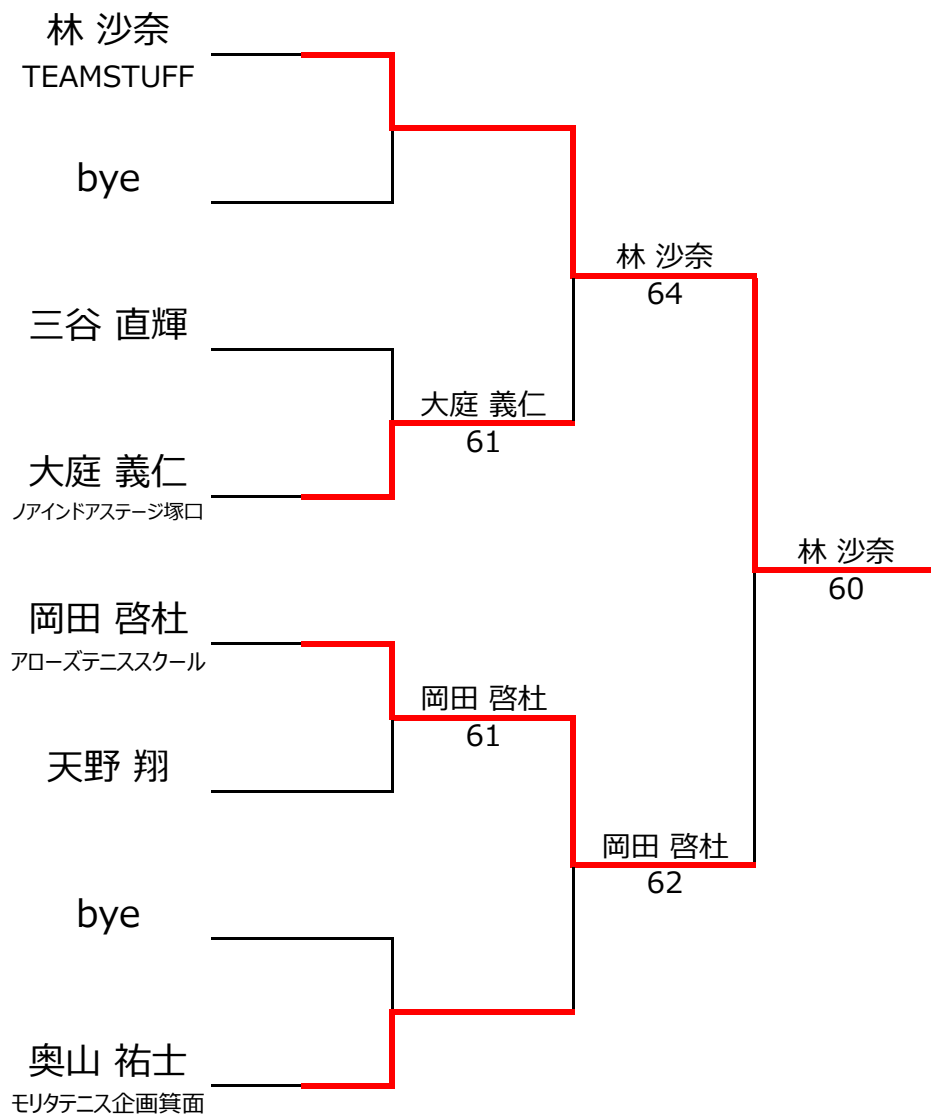 林 沙奈
TEAMSTUFF
bye
林 沙奈
64
三谷 直輝
大庭 義仁
61
大庭 義仁
ノアインドアステージ塚口
林 沙奈
60
岡田 啓杜
アローズテニススクール
岡田 啓杜
61
天野 翔
岡田 啓杜
62
bye
奥山 祐士
モリタテニス企画箕面